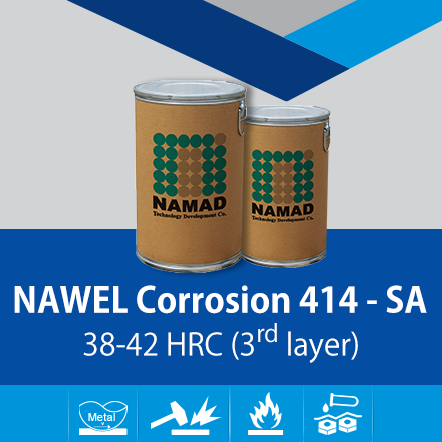 NAMAD
Technology Development Co.
NAMAD
Technology Development Co.
NAWEL Corrosion 414 - SA
38-42 HRC (3rd layer)
Metal